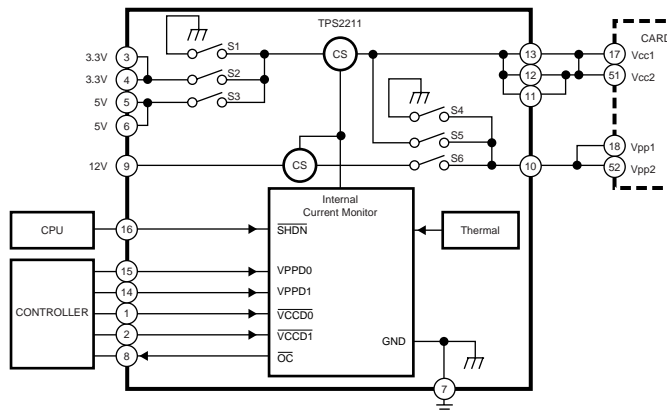 TPS2211
CARD
S1
CS
3.3V 3
3.3V 4
S2
5V 5
S3
5V 6
13 17 Vcc1
12 51 Vcc2
11
S4
S5
S6
12V 9
CS
10
18 Vpp1
52 Vpp2
Internal
Current Monitor
CPU
16
SHDN
Thermal
CONTROLLER
15 VPPD0
14 VPPD1
1 VCCD0
2 VCCD1
8 OC
GND
7